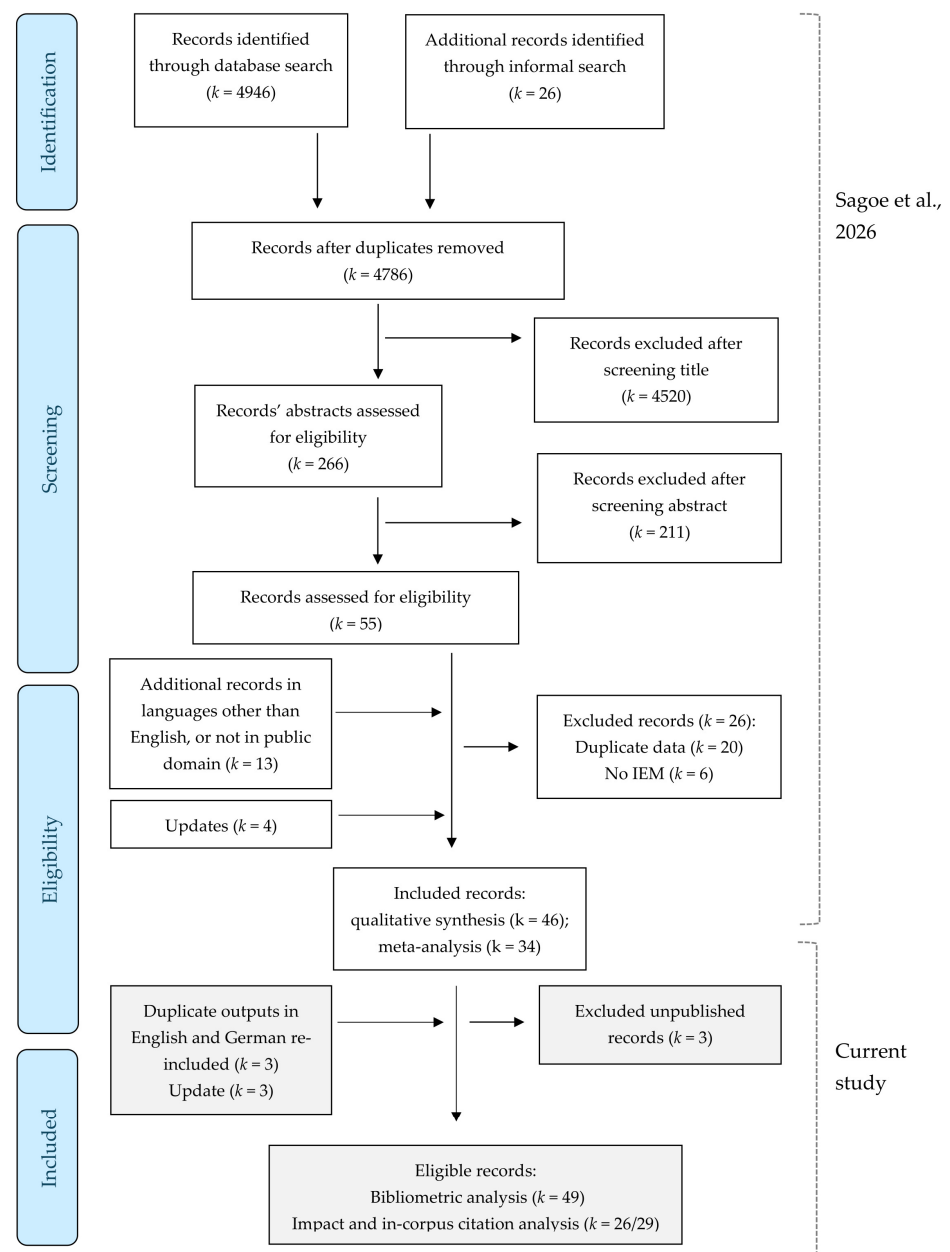 Identification
Records identified
through database search
(k = 4946)
Additional records identified
through informal search
(k = 26)
Sagoe et al.,
2026
Screening
Records after duplicates removed
(k = 4786)
Records excluded after
screening title
(k = 4520)
Records’ abstracts assessed
for eligibility
(k = 266)
Records excluded after
screening abstract
(k = 211)
Records assessed for eligibility
(k = 55)
Eligibility
Additional records in
languages other than
English, or not in public
domain (k = 13)
Excluded records (k = 26):
Duplicate data (k = 20)
No IEM (k = 6)
Updates (k = 4)
Included records:
qualitative synthesis (k = 46);
meta-analysis (k = 34)
Duplicate outputs in
English and German re-
included (k = 3)
Update (k = 3)
Excluded unpublished
records (k = 3)
Current
study
Included
Eligible records:
Bibliometric analysis (k = 49)
Impact and in-corpus citation analysis (k = 26/29)